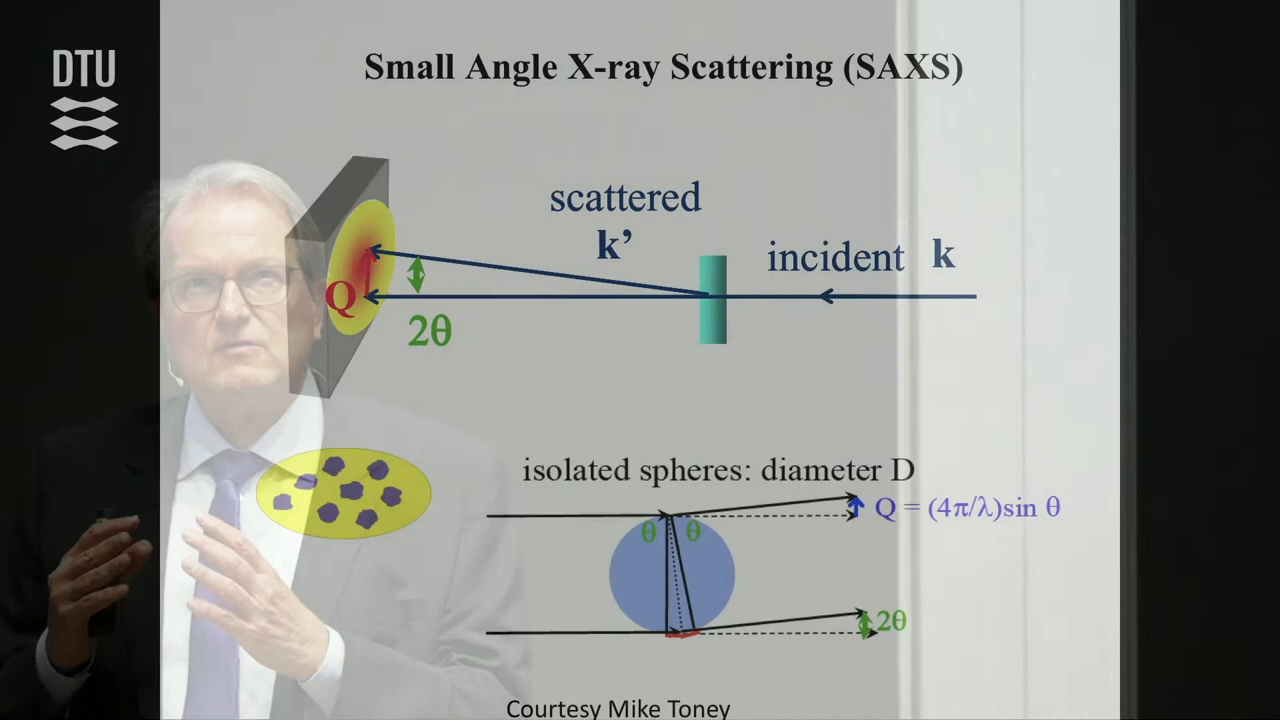 DTU
Small Angle X-ray Scattering (SAXS)
scattered
k’
incident k
Q
2θ
isolated spheres: diameter D
Q = (4π/λ)sin θ
θ θ
2θ
Courtesy Mike Toney